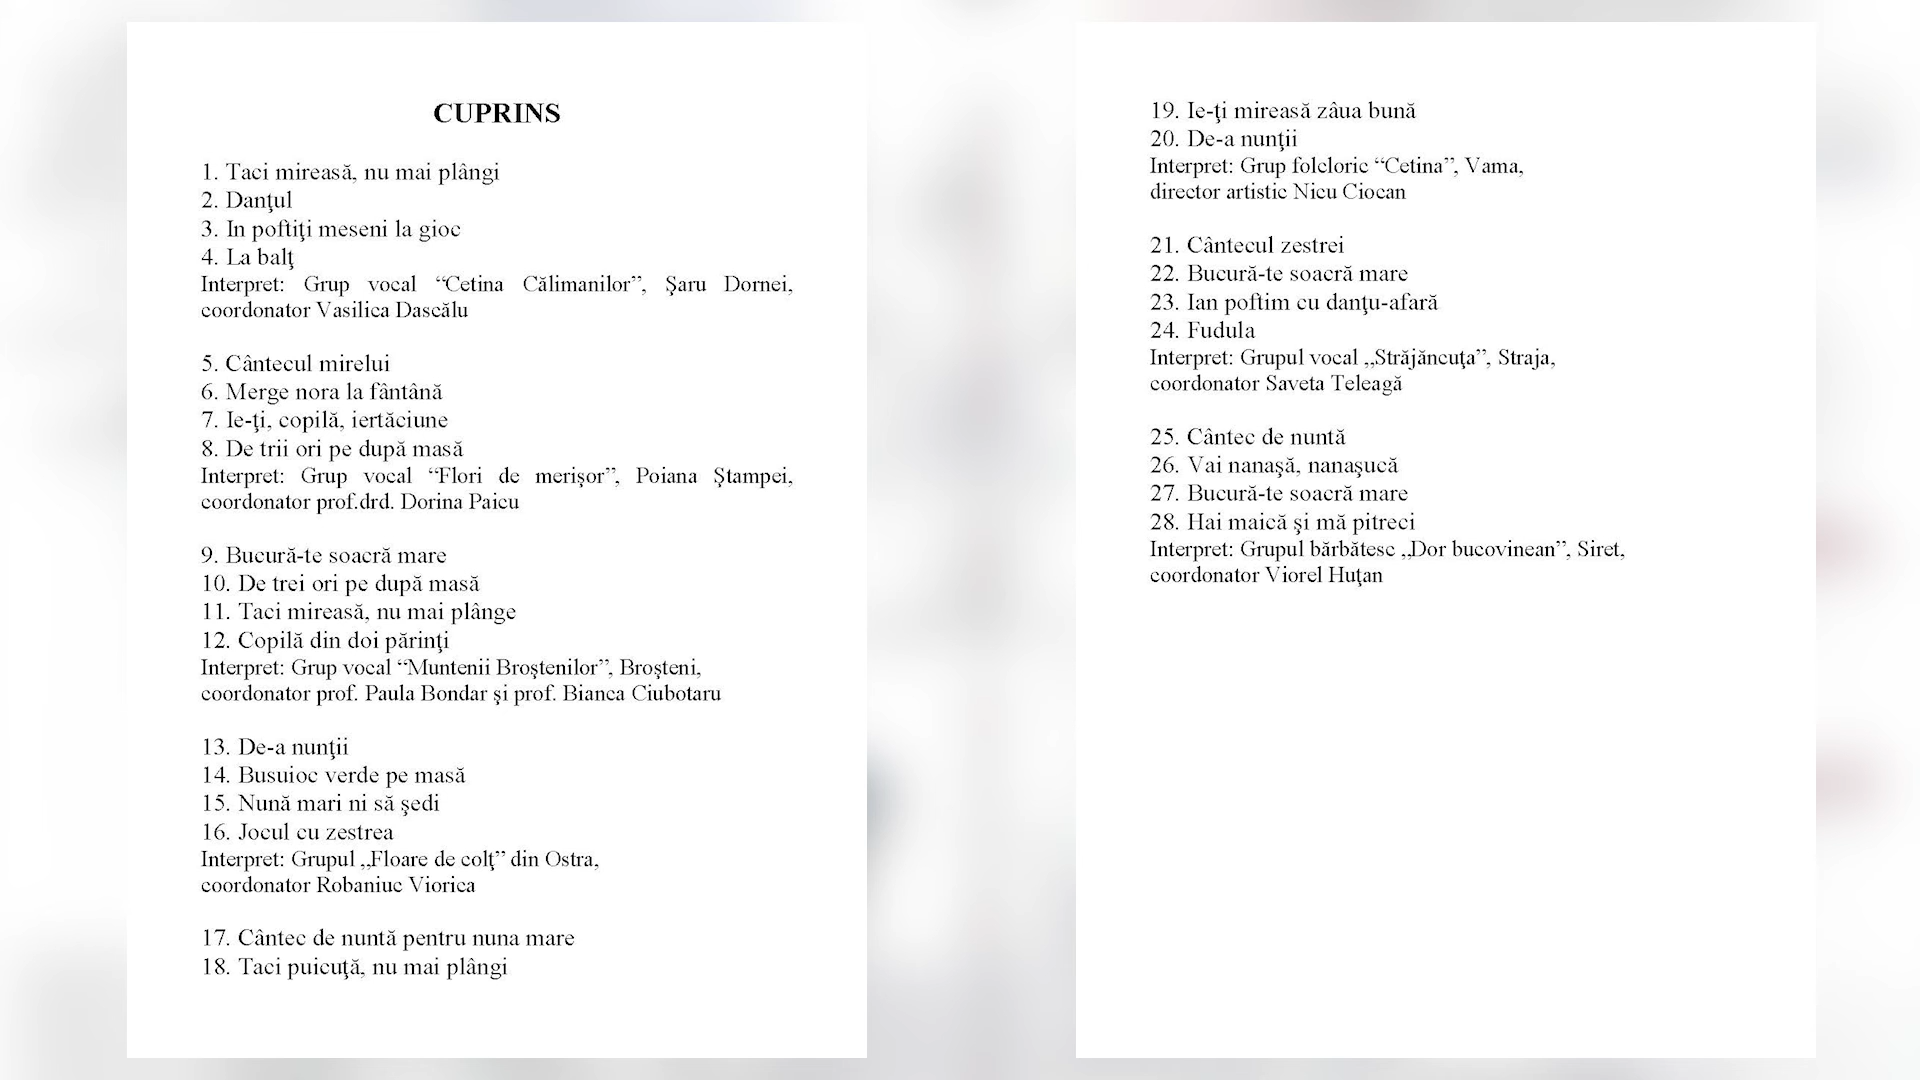 CUPRINS
1. Taci mireasă, nu mai plângi
2. Danţul
3. In poftiţi meseni la gioc
4. La balţ
Interpret: Grup vocal “Cetina Călimanilor”, Şaru Dornei,
coordonator Vasilica Dascălu
5. Cântecul mirelui
6. Merge nora la fântână
7. Ie-ţi, copilă, iertăciune
8. De trii ori pe după masă
Interpret: Grup vocal “Flori de merişor”, Poiana Ştampei,
coordonator prof.drd. Dorina Paicu
9. Bucură-te soacră mare
10. De trei ori pe după masă
11. Taci mireasă, nu mai plânge
12. Copilă din doi părinţi
Interpret: Grup vocal “Muntenii Broştenilor”, Broşteni,
coordonator prof. Paula Bondar şi prof. Bianca Ciubotaru
13. De-a nunţii
14. Busuioc verde pe masă
15. Nună mari ni să şedi
16. Jocul cu zestrea
Interpret: Grupul „Floare de colţ” din Ostra,
coordonator Robaniuc Viorica
17. Cântec de nuntă pentru nuna mare
18. Taci puicuţă, nu mai plângi
19. Ie-ţi mireasă zâua bună
20. De-a nunţii
Interpret: Grup folcloric “Cetina”, Vama,
director artistic Nicu Ciocan
21. Cântecul zestrei
22. Bucură-te soacră mare
23. Ian poftim cu danţu-afară
24. Fudula
Interpret: Grupul vocal „Străjăncuţa”, Straja,
coordonator Saveta Teleagă
25. Cântec de nuntă
26. Vai nanaşă, nanaşucă
27. Bucură-te soacră mare
28. Hai maică şi mă pitreci
Interpret: Grupul bărbătesc „Dor bucovinean”, Siret,
coordonator Viorel Huţan